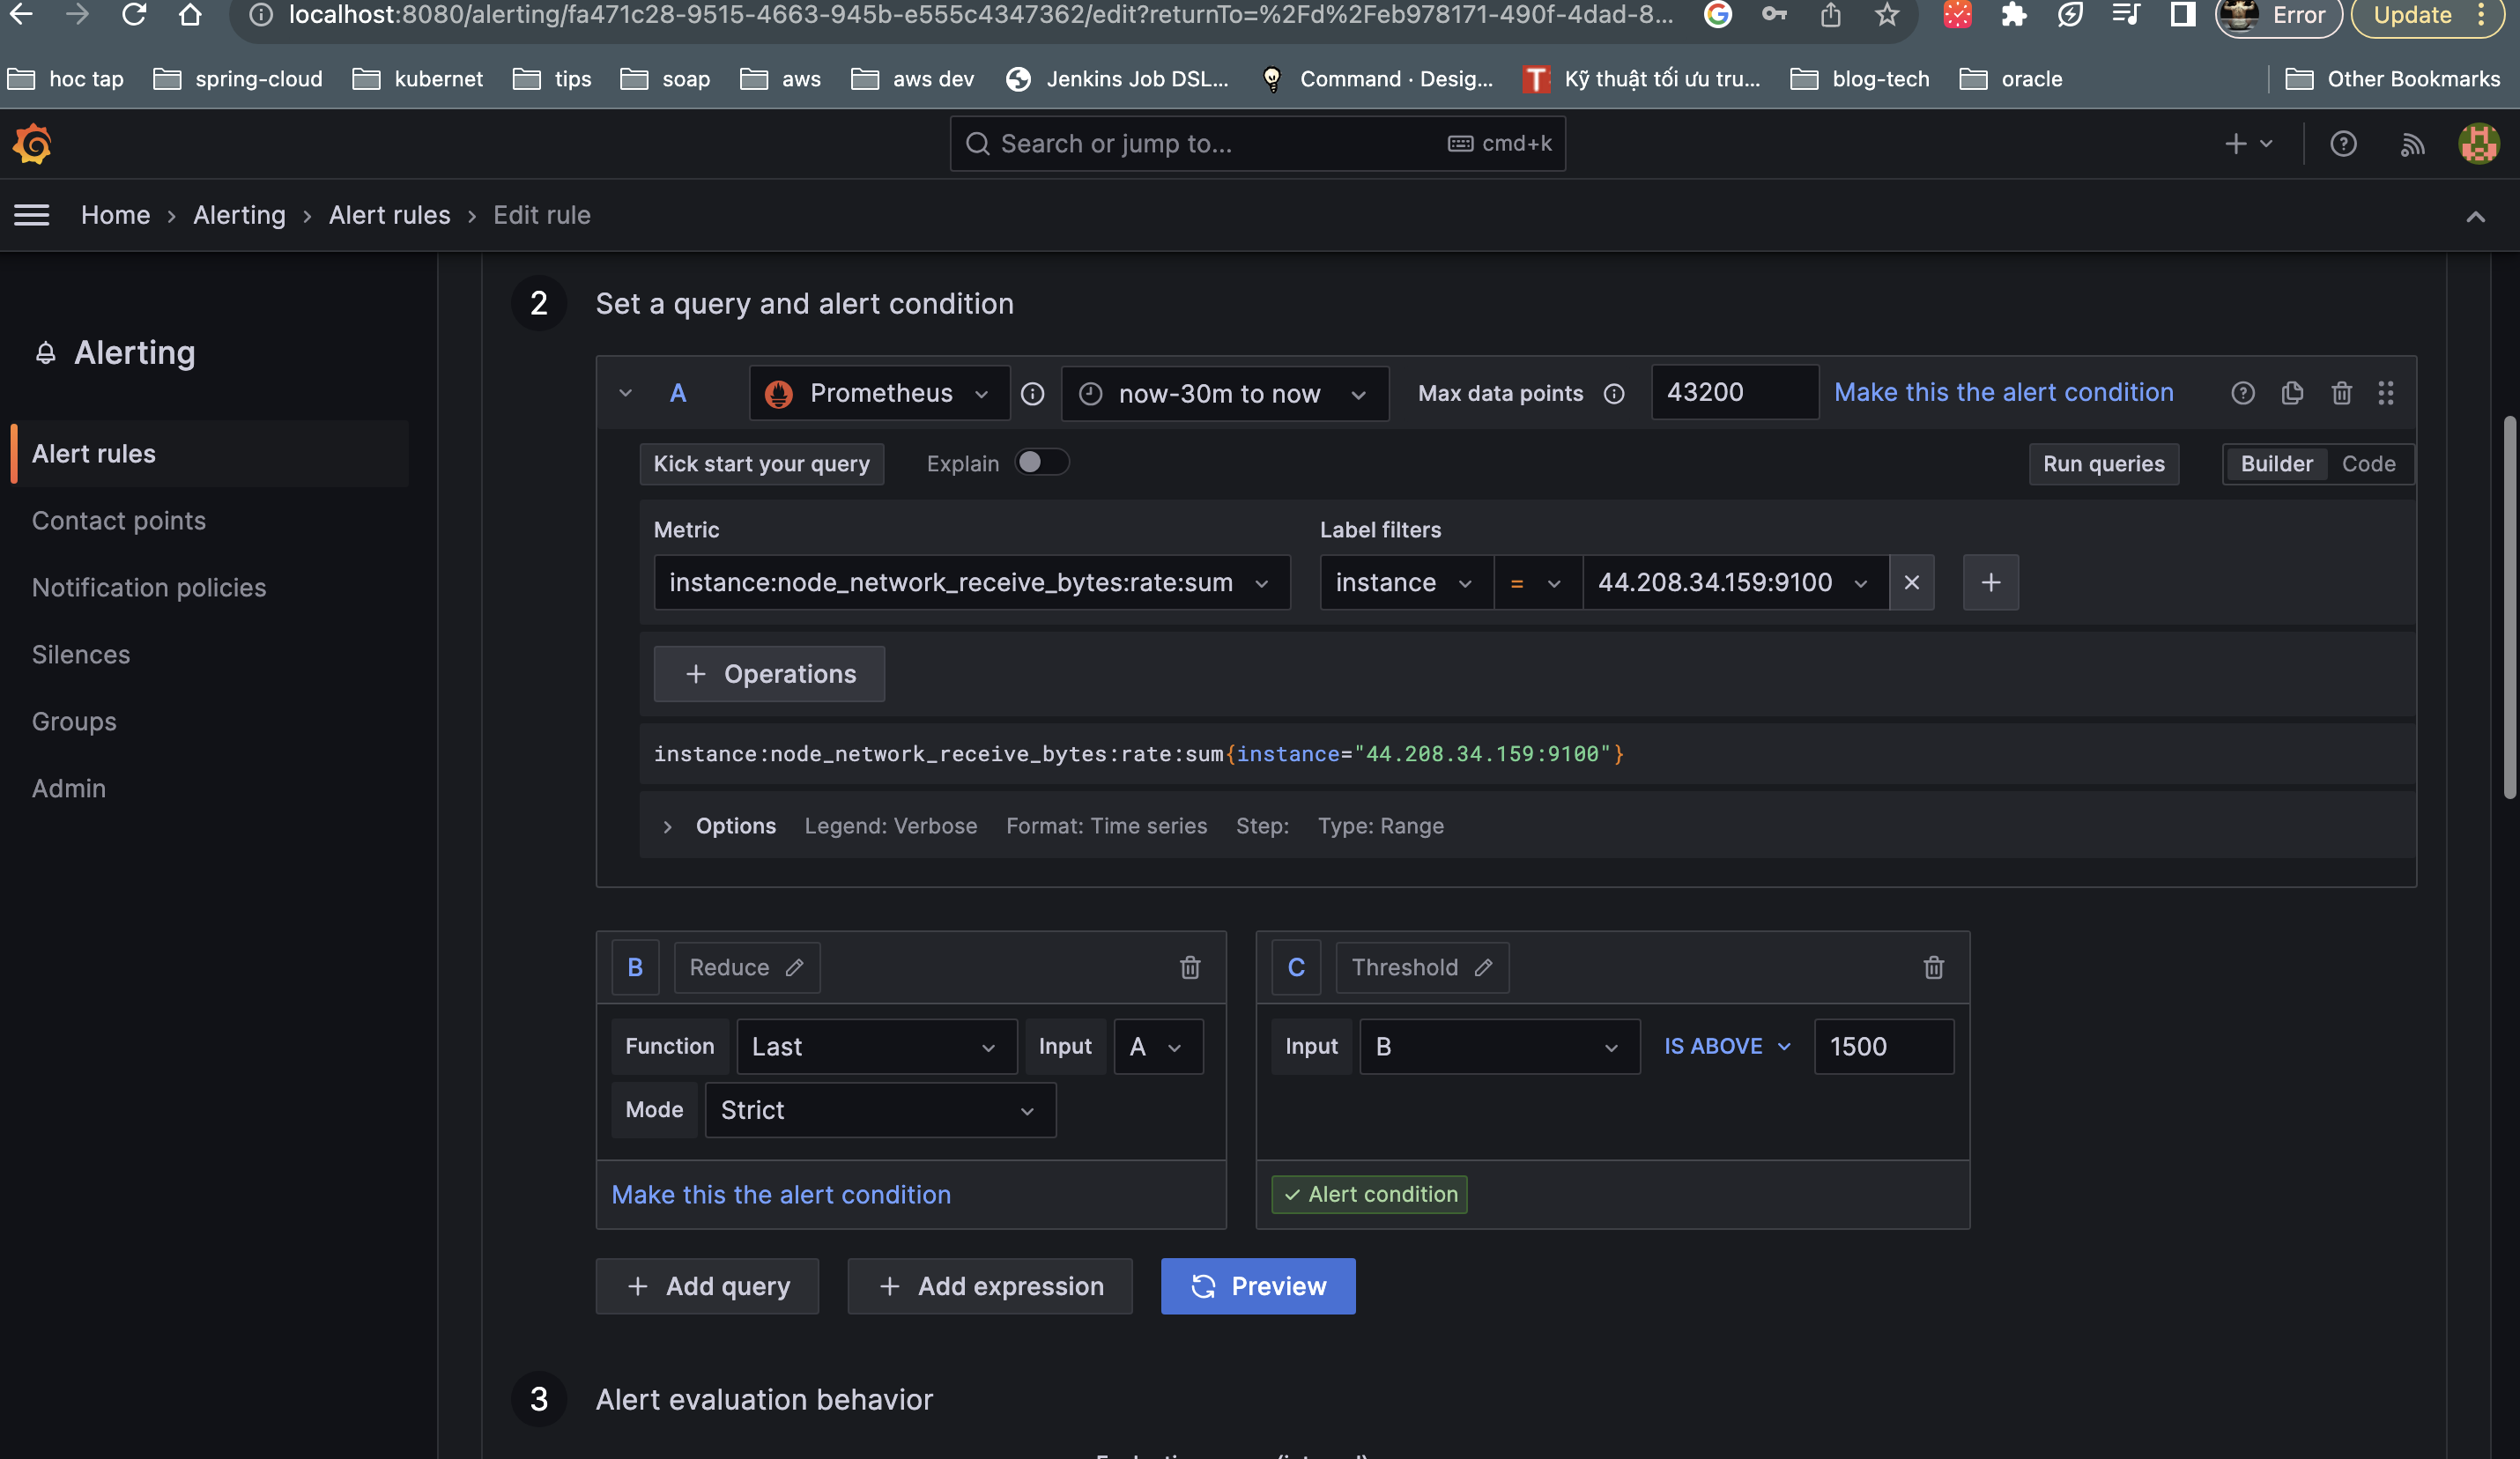 localhost:8080/alerting/fa471c28-9515-4663-945b-e555c4347362/edit?returnTo=%2Fd%2Feb978171-490f-4dad-8... Error Update
hoc tap spring-cloud kubernet tips soap aws aws dev Jenkins Job DSL... Command · Desig... Kỹ thuật tối ưu tru... blog-tech oracle Other Bookmarks
Search or jump to... cmd+k
Home › Alerting › Alert rules › Edit rule
Alerting
Alert rules
Contact points
Notification policies
Silences
Groups
Admin
2 Set a query and alert condition
A Prometheus now-30m to now Max data points 43200 Make this the alert condition
Kick start your query Explain Run queries Builder Code
Metric Label filters
instance:node_network_receive_bytes:rate:sum instance = 44.208.34.159:9100
+ Operations
instance:node_network_receive_bytes:rate:sum{instance="44.208.34.159:9100"}
Options Legend: Verbose Format: Time series Step: Type: Range
B Reduce
Function Last Input A
Mode Strict
Make this the alert condition
C Threshold
Input B IS ABOVE 1500
Alert condition
+ Add query + Add expression Preview
3 Alert evaluation behavior